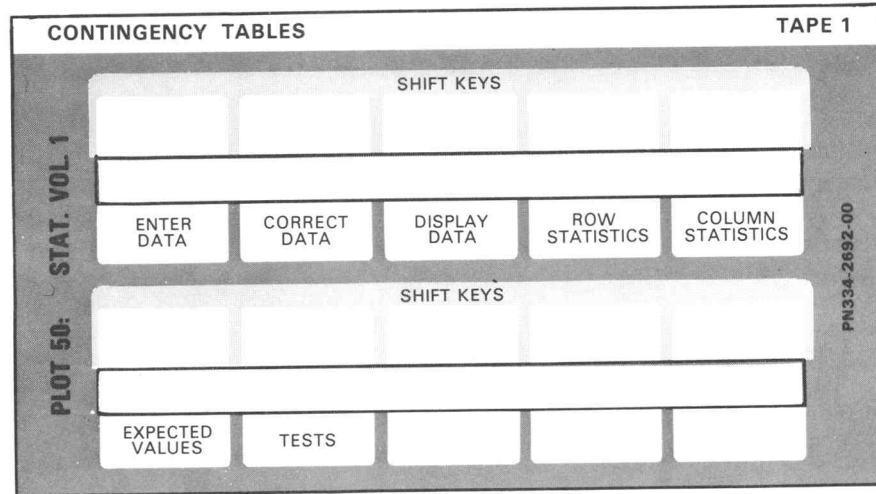 CONTINGENCY TABLES
TAPE 1
PLOT 50: STAT. VOL. 1
SHIFT KEYS
ENTER
DATA
CORRECT
DATA
DISPLAY
DATA
ROW
STATISTICS
COLUMN
STATISTICS
SHIFT KEYS
EXPECTED
VALUES
TESTS
PN334-2692-00